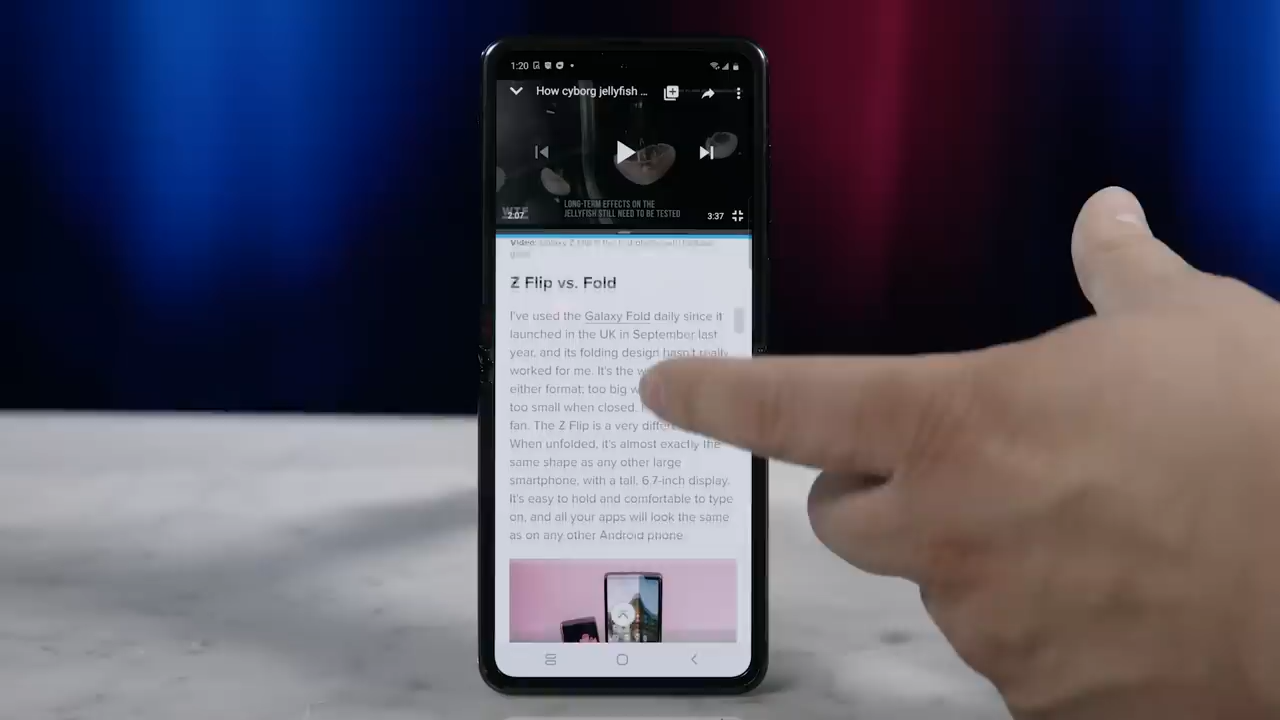 1:20
How cyborg jellyfish ...
LONG-TERM EFFECTS ON THE
JELLYFISH STILL NEED TO BE TESTED
2:07
3:37
Video:
Z Flip vs. Fold
I've used the Galaxy Fold daily since it
launched in the UK in September last
year, and its folding design hasn't really
worked for me. It's the
either format: too big
too small when closed.
fan. The Z Flip is a very
When unfolded, it's almost exactly the
same shape as any other large
smartphone, with a tall, 6.7-inch display.
It's easy to hold and comfortable to type
on, and all your apps will look the same
as on any other Android phone